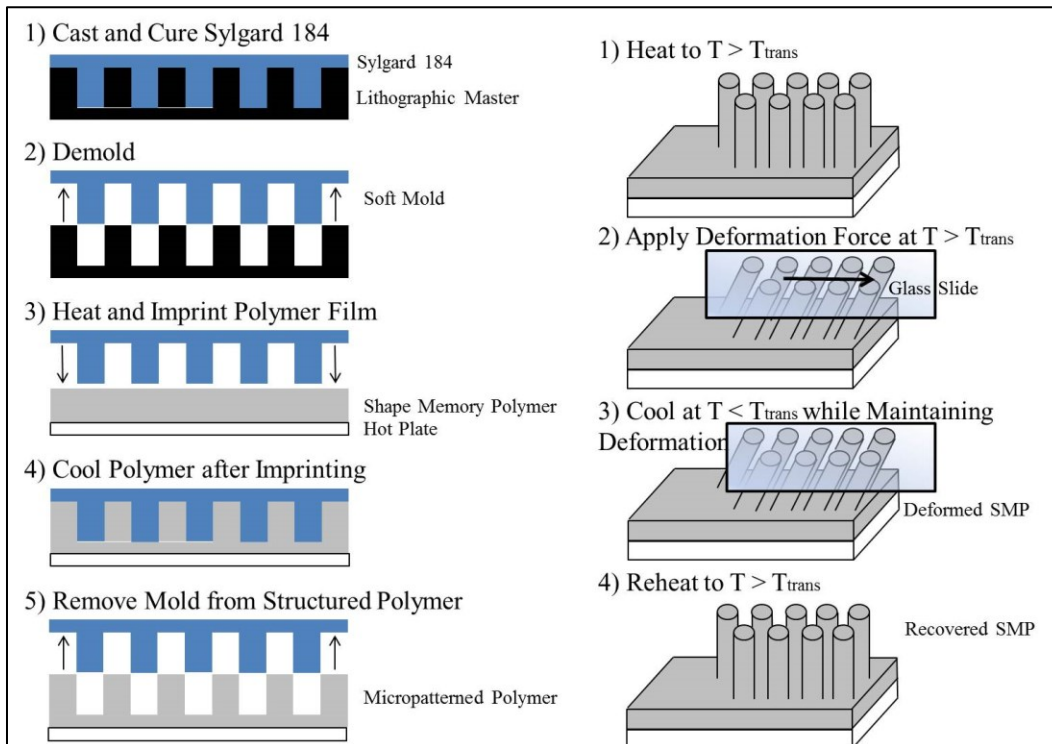 1) Cast and Cure Sylgard 184
Sylgard 184
Lithographic Master
2) Demold
Soft Mold
3) Heat and Imprint Polymer Film
Shape Memory Polymer
Hot Plate
4) Cool Polymer after Imprinting
5) Remove Mold from Structured Polymer
Micropatterned Polymer
1) Heat to T > Ttrans
2) Apply Deformation Force at T > Ttrans
Glass Slide
3) Cool at T < Ttrans while Maintaining
Deformation
Deformed SMP
4) Reheat to T > Ttrans
Recovered SMP